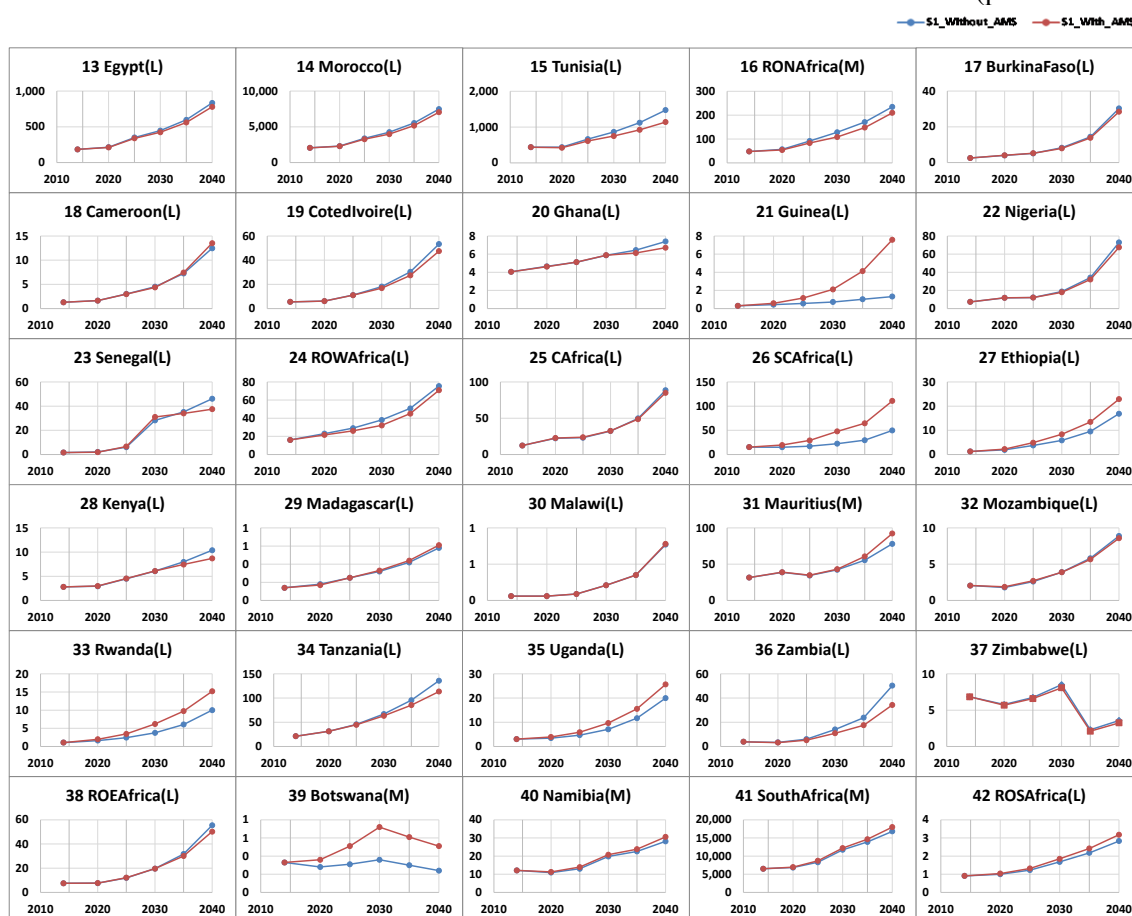 (p
S1_Without_AMS S1_With_AMS
13 Egypt(L) 14 Morocco(L) 15 Tunisia(L) 16 RONAfrica(M) 17 BurkinaFaso(L)
1,000 10,000 2,000 300 40
200
500 5,000 1,000 20
100
0 0 0 0 0
2010 2020 2030 2040 2010 2020 2030 2040 2010 2020 2030 2040 2010 2020 2030 2040 2010 2020 2030 2040
18 Cameroon(L) 19 CotedIvoire(L) 20 Ghana(L) 21 Guinea(L) 22 Nigeria(L)
15 60 8 8 80
10 40 6 6 60
4 4 40
5 20 2 2 20
0 0 0 0 0
2010 2020 2030 2040 2010 2020 2030 2040 2010 2020 2030 2040 2010 2020 2030 2040 2010 2020 2030 2040
23 Senegal(L) 24 ROWAfrica(L) 25 CAfrica(L) 26 SCAfrica(L) 27 Ethiopia(L)
60 80 100 150 30
40 60 100 20
40 50
20 20 50 10
0 0 0 0 0
2010 2020 2030 2040 2010 2020 2030 2040 2010 2020 2030 2040 2010 2020 2030 2040 2010 2020 2030 2040
28 Kenya(L) 29 Madagascar(L) 30 Malawi(L) 31 Mauritius(M) 32 Mozambique(L)
15 1 1 100 10
10 1
0 1 50 5
5 0
0 0 0 0 0
2010 2020 2030 2040 2010 2020 2030 2040 2010 2020 2030 2040 2010 2020 2030 2040 2010 2020 2030 2040
33 Rwanda(L) 34 Tanzania(L) 35 Uganda(L) 36 Zambia(L) 37 Zimbabwe(L)
20 150 30 60 10
15 100 20 40
10 5
5 50 10 20
0 0 0 0 0
2010 2020 2030 2040 2010 2020 2030 2040 2010 2020 2030 2040 2010 2020 2030 2040 2010 2020 2030 2040
38 ROEAfrica(L) 39 Botswana(M) 40 Namibia(M) 41 SouthAfrica(M) 42 ROSAfrica(L)
60 1 40 20,000 4
40 1 30 15,000 3
0 20 10,000 2
20 0 10 5,000 1
0 0 0 0 0
2010 2020 2030 2040 2010 2020 2030 2040 2010 2020 2030 2040 2010 2020 2030 2040 2010 2020 2030 2040